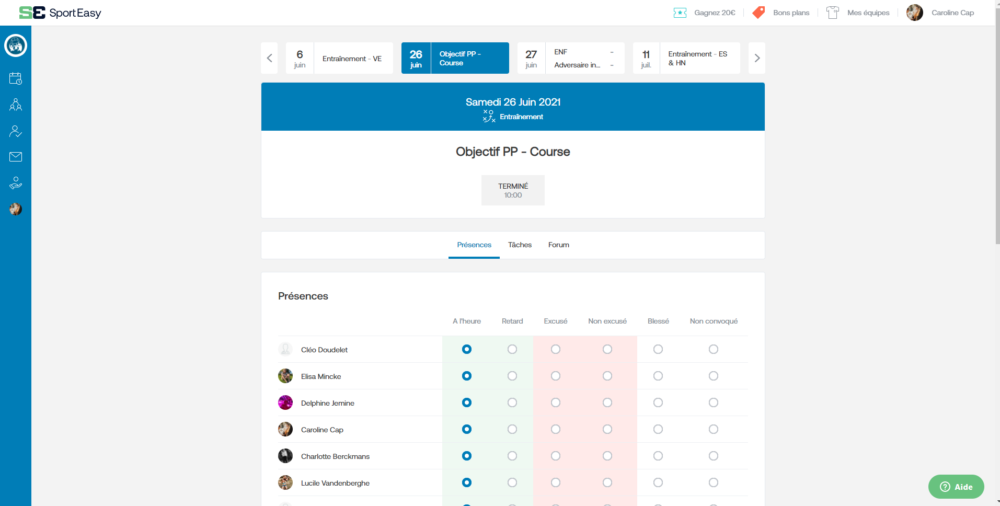 SE SportEasy
Gagnez 20€
Bons plans
Mes équipes
Caroline Cap
6
juin
Entraînement - VE
26
juin
Objectif PP -
Course
27
juin
ENF -
Adversaire in... -
11
juil.
Entraînement - ES
& HN
Samedi 26 Juin 2021
Entraînement
Objectif PP - Course
TERMINÉ
10:00
Présences Tâches Forum
Présences
A l'heure Retard Excusé Non excusé Blessé Non convoqué
Cléo Doudelet
Elisa Mincke
Delphine Jemine
Caroline Cap
Charlotte Berckmans
Lucile Vandenberghe
? Aide